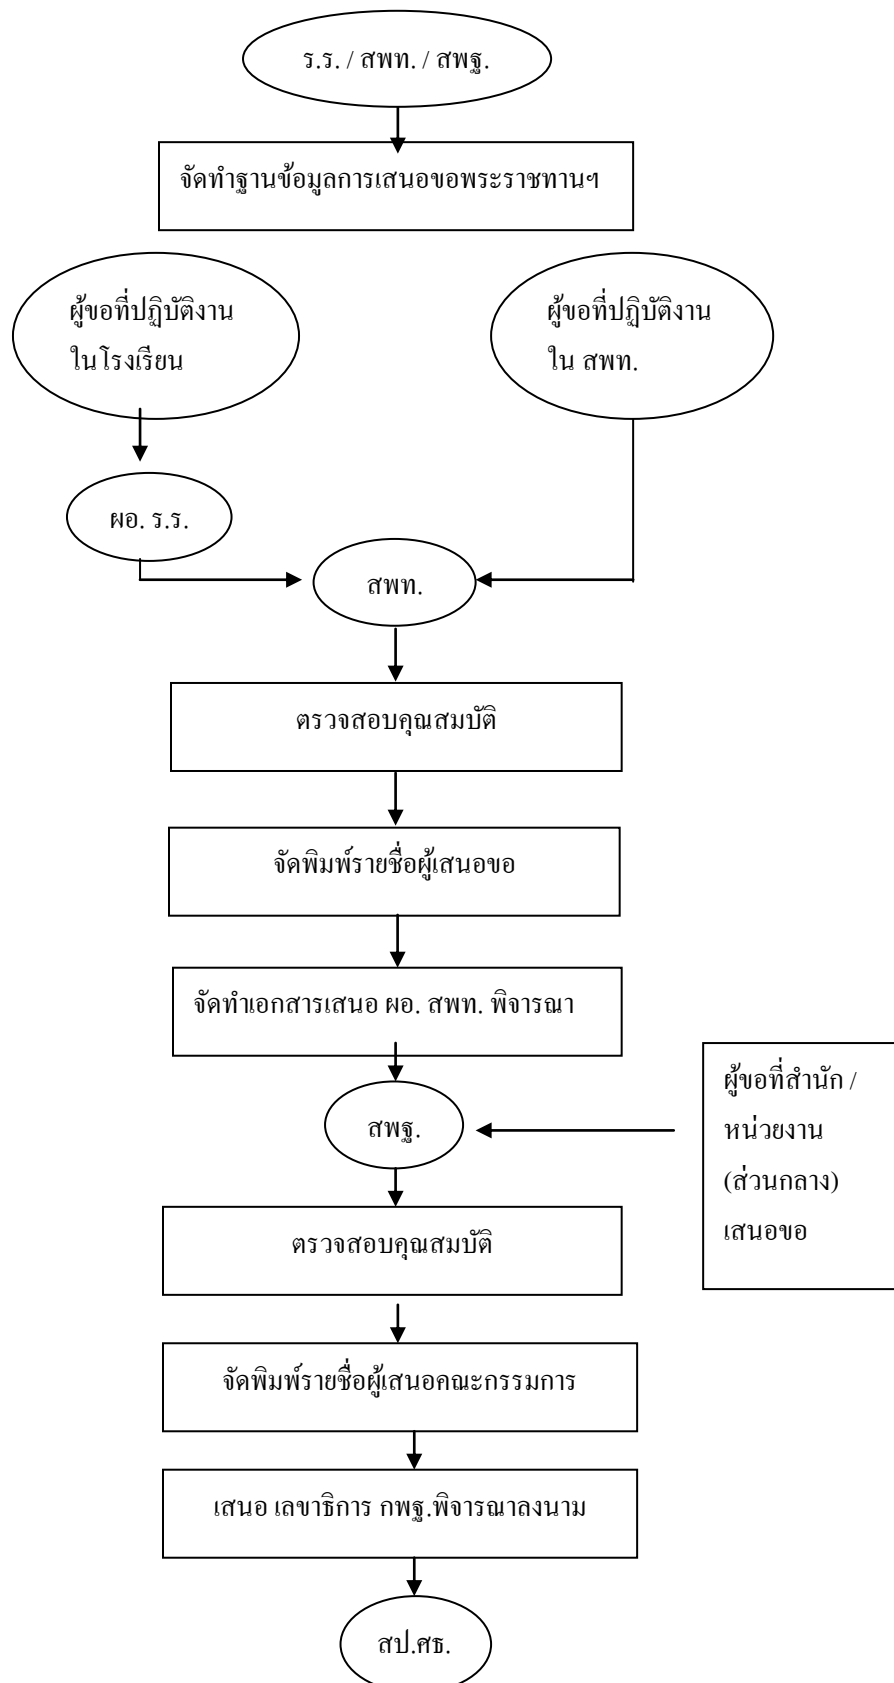 ร.ร. / สพท. / สพฐ.
จัดทำฐานข้อมูลการเสนอขอพระราชทานฯ
ผู้ขอที่ปฏิบัติงาน
ในโรงเรียน
ผู้ขอที่ปฏิบัติงาน
ใน สพท.
ผอ. ร.ร.
สพท.
ตรวจสอบคุณสมบัติ
จัดพิมพ์รายชื่อผู้เสนอขอ
จัดทำเอกสารเสนอ ผอ. สพท. พิจารณา
ผู้ขอที่สำนัก /
หน่วยงาน
(ส่วนกลาง)
เสนอขอ
สพฐ.
ตรวจสอบคุณสมบัติ
จัดพิมพ์รายชื่อผู้เสนอคณะกรรมการ
เสนอ เลขาธิการ กพฐ.พิจารณาลงนาม
สป.ศธ.